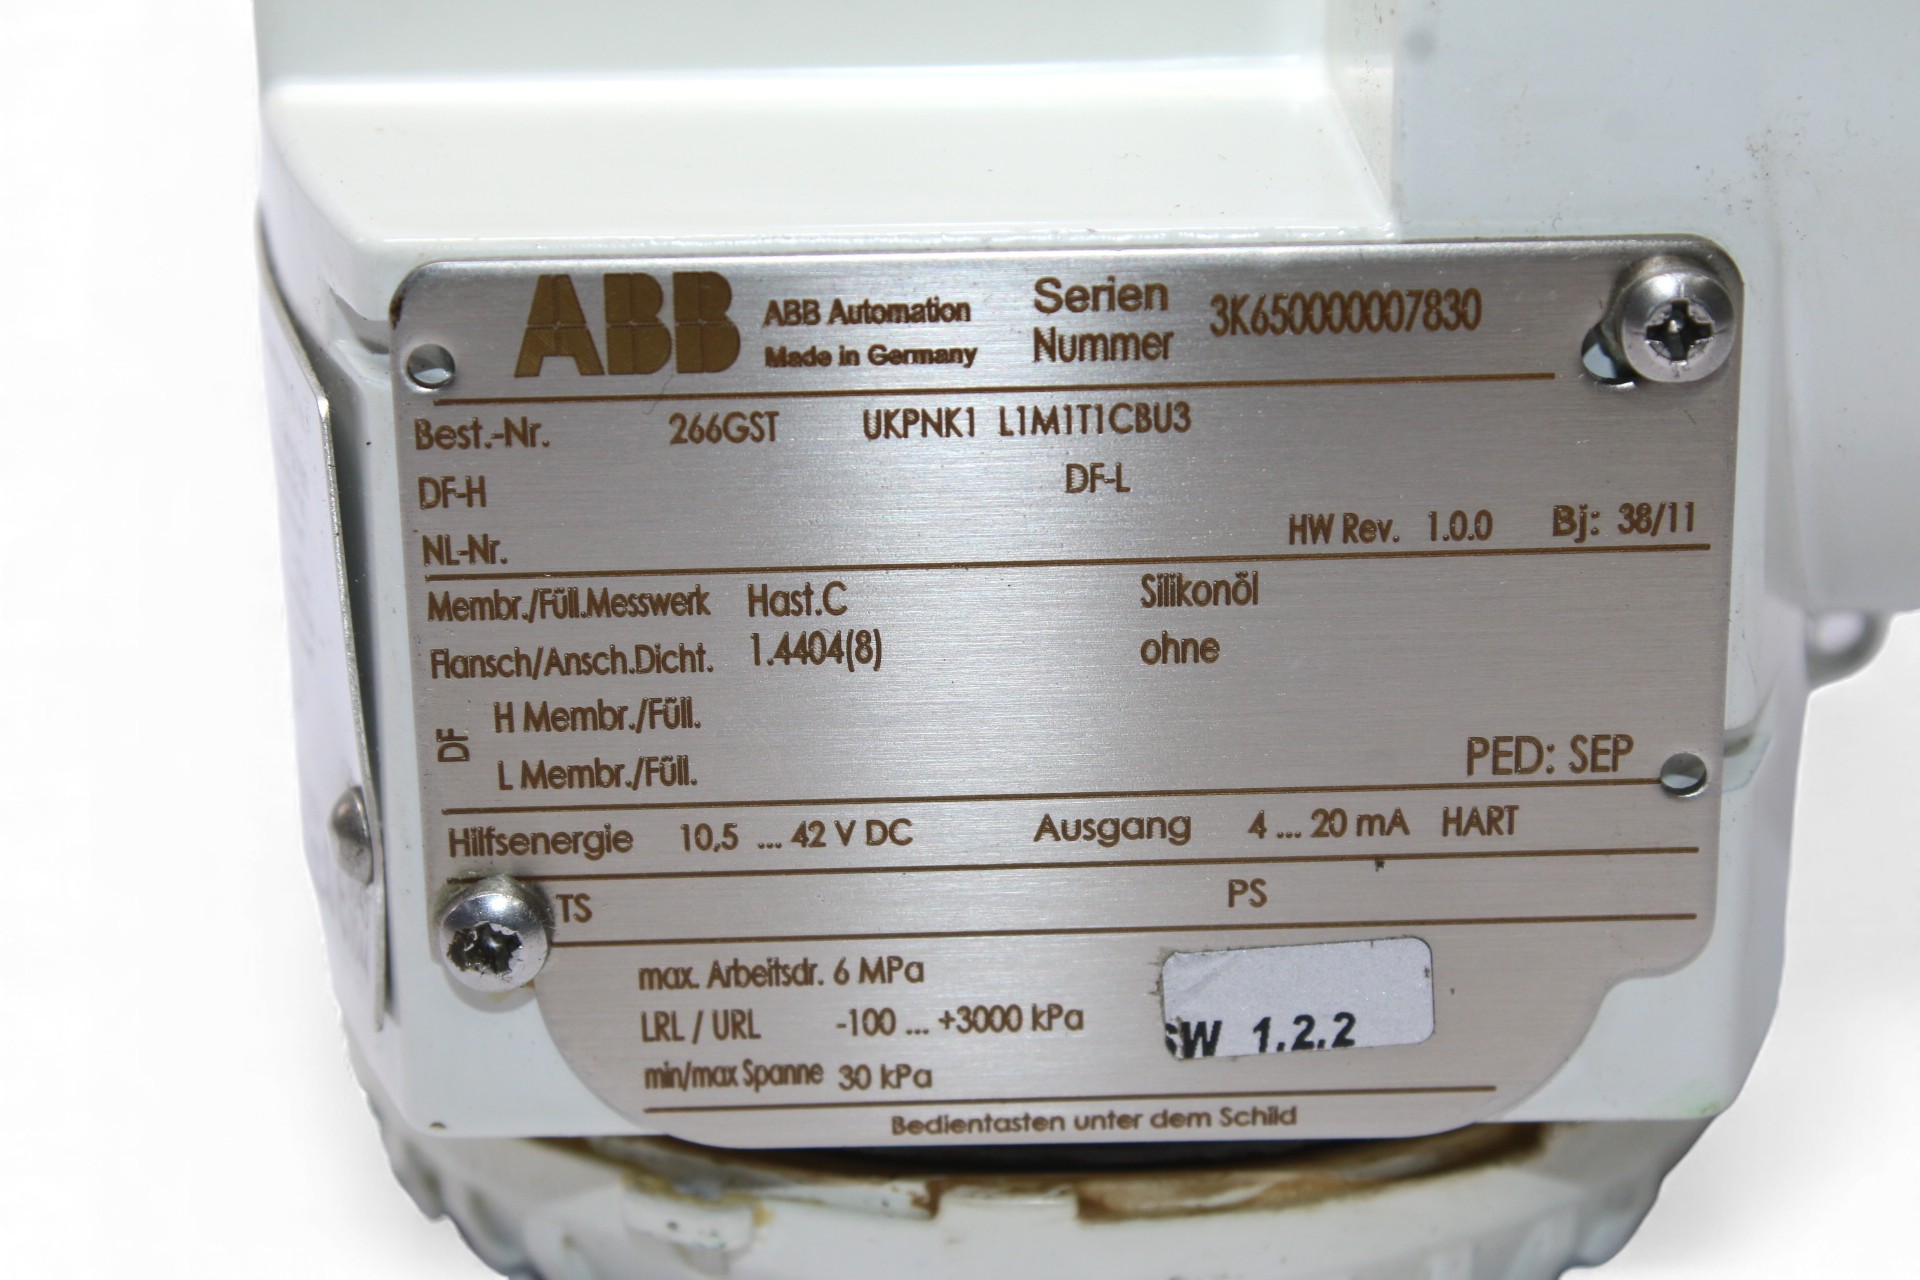 ABB ABB Automation Serien 3K650000007830
Made in Germany Nummer
Best.-Nr. 266GST UKPNK1 L1M1T1CBU3
DF-H DF-L
NL-Nr. HW Rev. 1.0.0 Bj: 38/11
Membr./Füll.Messwerk Hast.C Silikonöl
Flansch/Ansch.Dicht. 1.4404(8) ohne
DF H Membr./Füll.
L Membr./Füll. PED: SEP
Hilfsenergie 10,5 ... 42 V DC Ausgang 4 ... 20 mA HART
TS PS
max. Arbeitsdr. 6 MPa
LRL / URL -100 ... +3000 kPa SW 1.2.2
min/max Spanne 30 kPa
Bedientasten unter dem Schild